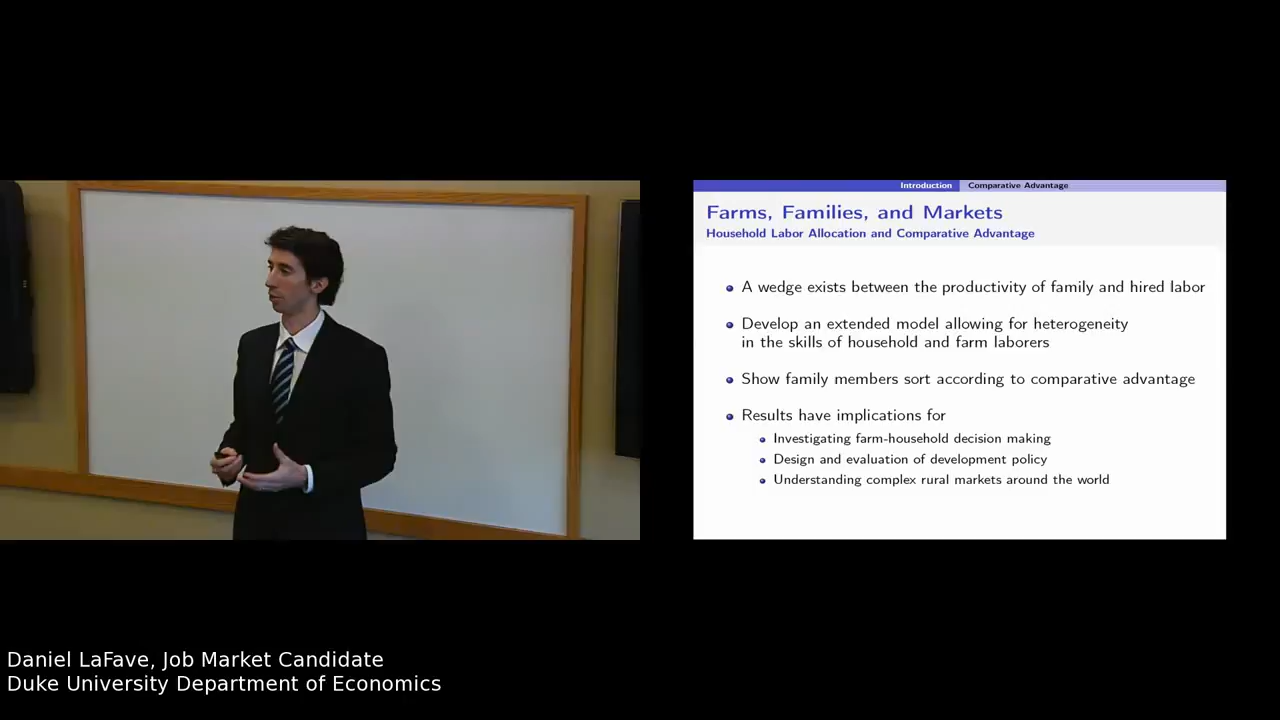 Introduction
Comparative Advantage
Farms, Families, and Markets
Household Labor Allocation and Comparative Advantage
A wedge exists between the productivity of family and hired labor
Develop an extended model allowing for heterogeneity
in the skills of household and farm laborers
Show family members sort according to comparative advantage
Results have implications for
Investigating farm-household decision making
Design and evaluation of development policy
Understanding complex rural markets around the world
Daniel LaFave, Job Market Candidate
Duke University Department of Economics